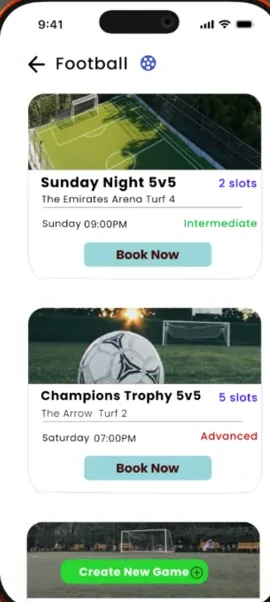 9:41
Football
Sunday Night 5v5
2 slots
The Emirates Arena Turf 4
Sunday 09:00PM
Intermediate
Book Now
Champions Trophy 5v5
5 slots
The Arrow Turf 2
Saturday 07:00PM
Advanced
Book Now
Create New Game